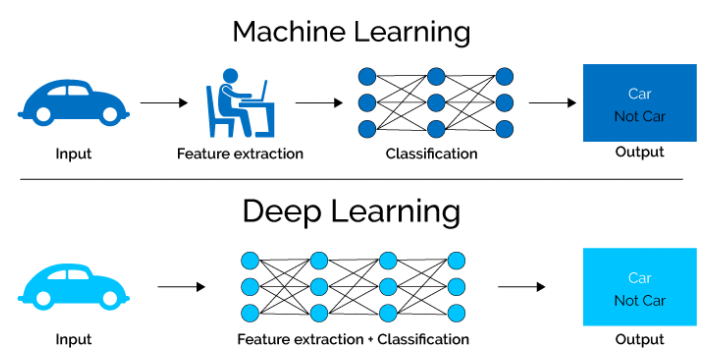 Machine Learning
Car
Not Car
Input
Feature extraction
Classification
Output
Deep Learning
Car
Not Car
Input
Feature extraction + Classification
Output